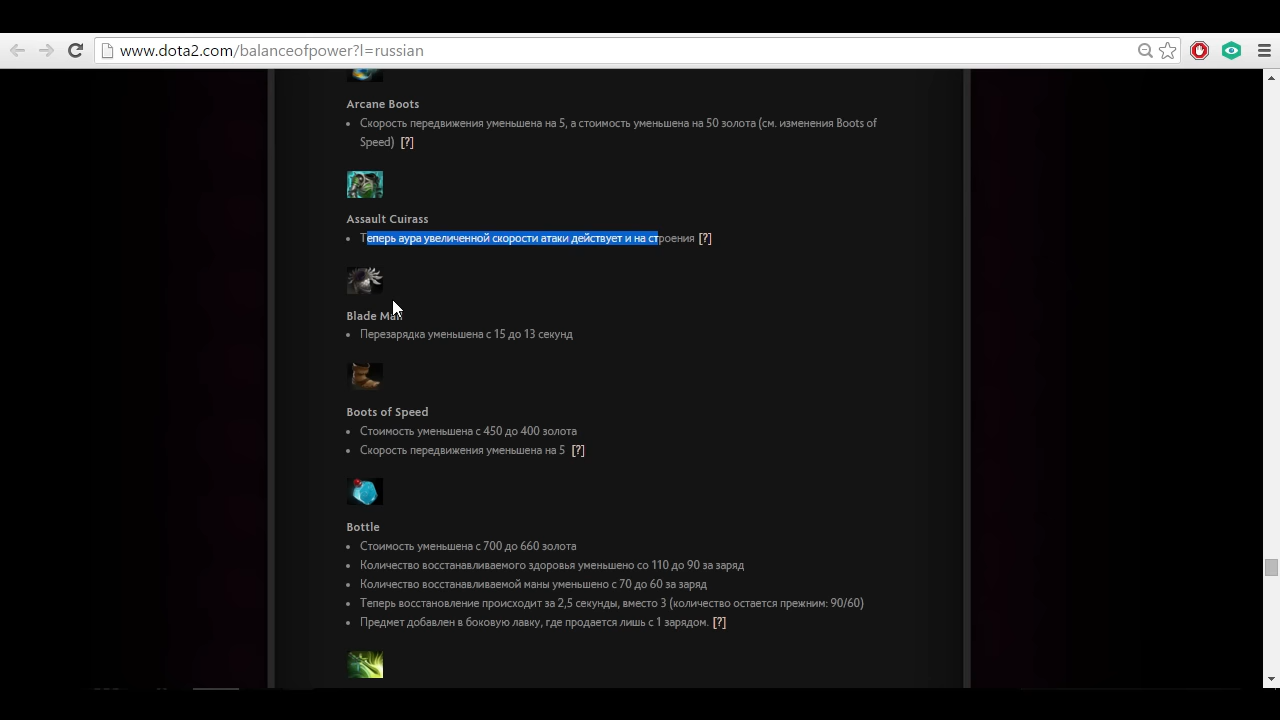 www.dota2.com/balanceofpower?l=russian
Arcane Boots
Скорость передвижения уменьшена на 5, а стоимость уменьшена на 50 золота (см. изменения Boots of
Speed) [?]
Assault Cuirass
Теперь аура увеличенной скорости атаки действует и на строения [?]
Blade Mail
Перезарядка уменьшена с 15 до 13 секунд
Boots of Speed
Стоимость уменьшена с 450 до 400 золота
Скорость передвижения уменьшена на 5 [?]
Bottle
Стоимость уменьшена с 700 до 660 золота
Количество восстанавливаемого здоровья уменьшено со 110 до 90 за заряд
Количество восстанавливаемой маны уменьшено с 70 до 60 за заряд
Теперь восстановление происходит за 2,5 секунды, вместо 3 (количество остается прежним: 90/60)
Предмет добавлен в боковую лавку, где продается лишь с 1 зарядом. [?]